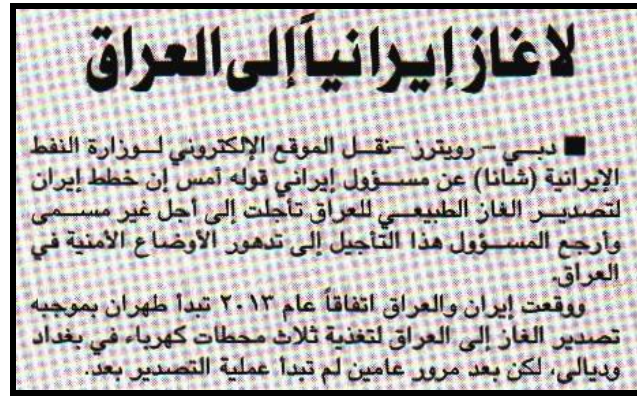 لا غاز إيرانياً إلى العراق
■ دبي - رويترز - نقل الموقع الإلكتروني لوزارة النفط
الإيرانية (شانا) عن مسؤول إيراني قوله أمس إن خطط إيران
لتصدير الغاز الطبيعي للعراق تأجلت إلى أجل غير مسمى
وأرجع المسؤول هذا التأجيل إلى تدهور الأوضاع الأمنية في
العراق.
ووقعت إيران والعراق اتفاقاً عام ٢٠١٣ تبدأ طهران بموجبه
تصدير الغاز إلى العراق لتغذية ثلاث محطات كهرباء في بغداد
وديالى، لكن بعد مرور عامين لم تبدأ عملية التصدير بعد.